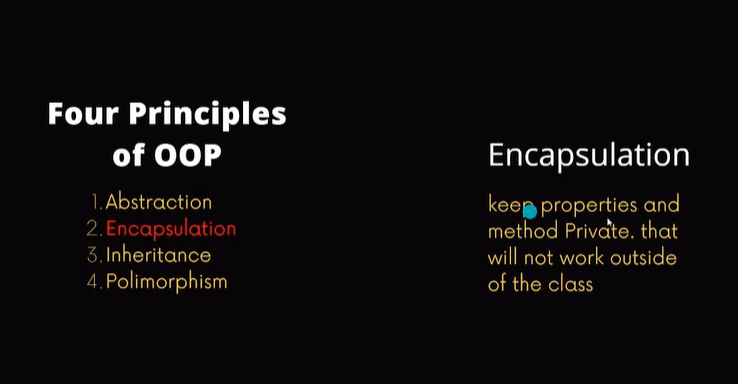 Four Principles
of OOP
1. Abstraction
2. Encapsulation
3. Inheritance
4. Polimorphism
Encapsulation
keep properties and
method Private. that
will not work outside
of the class